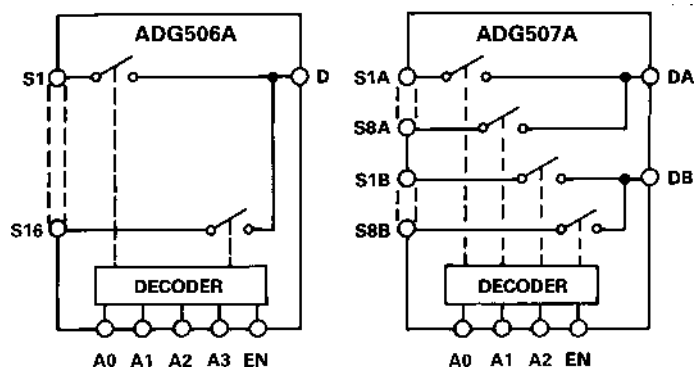 ADG506A
S1
D
S16
DECODER
A0 A1 A2 A3 EN
ADG507A
S1A
DA
S8A
S1B
DB
S8B
DECODER
A0 A1 A2 EN